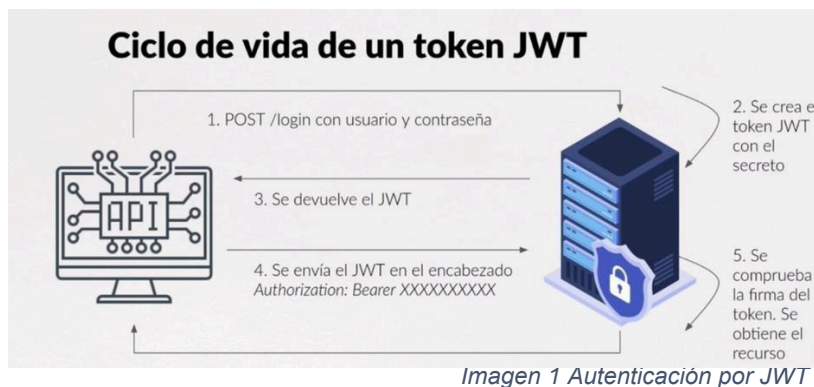 Ciclo de vida de un token JWT
1. POST /login con usuario y contraseña
2. Se crea e
token JWT
con el
secreto
API
3. Se devuelve el JWT
4. Se envía el JWT en el encabezado
Authorization: Bearer XXXXXXXXXX
5. Se
comprueba
la firma del
token. Se
obtiene el
recurso
Imagen 1 Autenticación por JWT